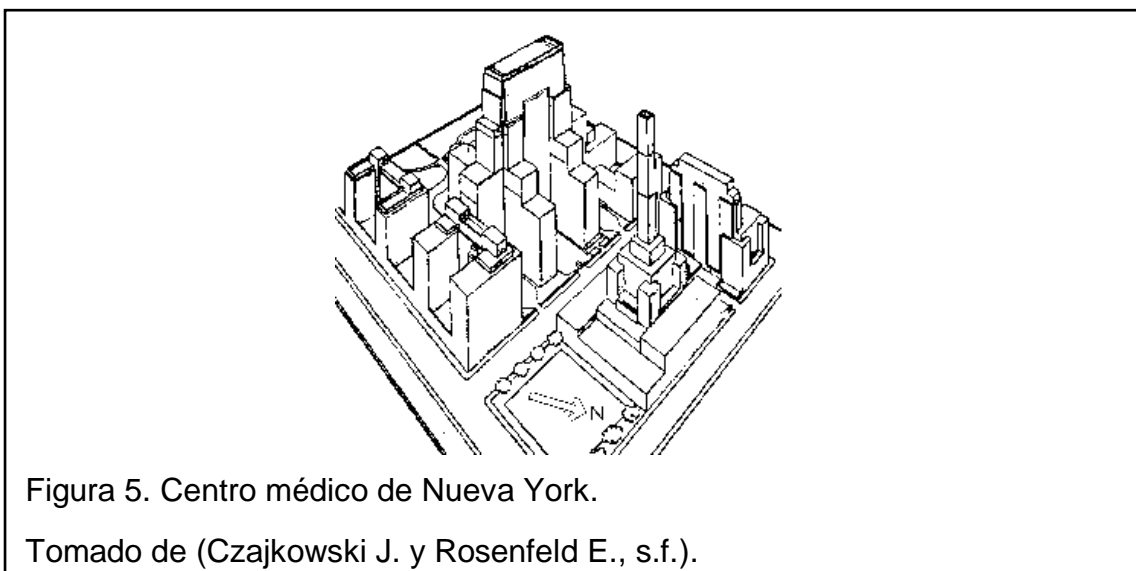 N
Figura 5. Centro médico de Nueva York.
Tomado de (Czajkowski J. y Rosenfeld E., s.f.).